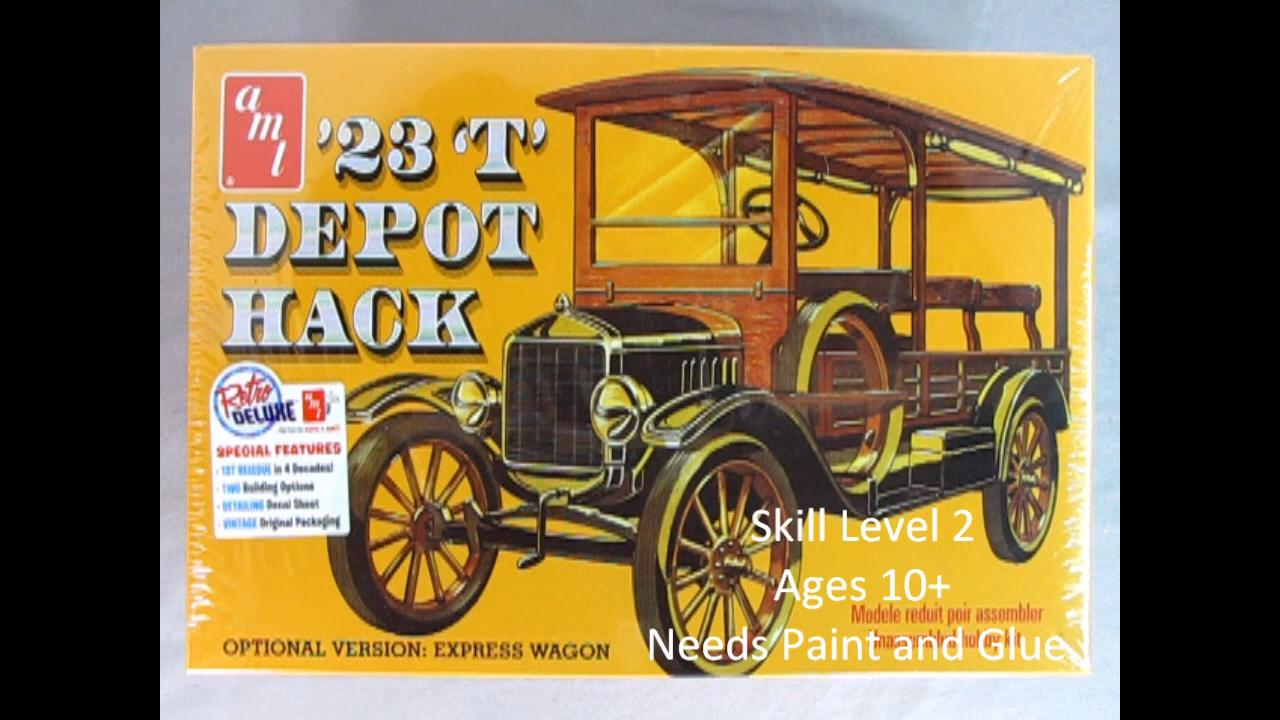 amt
'23 'T'
DEPOT
HACK
Retro
DELUXE
amt
SPECIAL FEATURES
· 1ST REISSUE in 4 Decades!
· TWO Building Options
· DETAILING Decal Sheet
· VINTAGE Original Packaging
Skill Level 2
Ages 10+
Modele reduit poir assembler
Needs Paint and Glue
OPTIONAL VERSION: EXPRESS WAGON